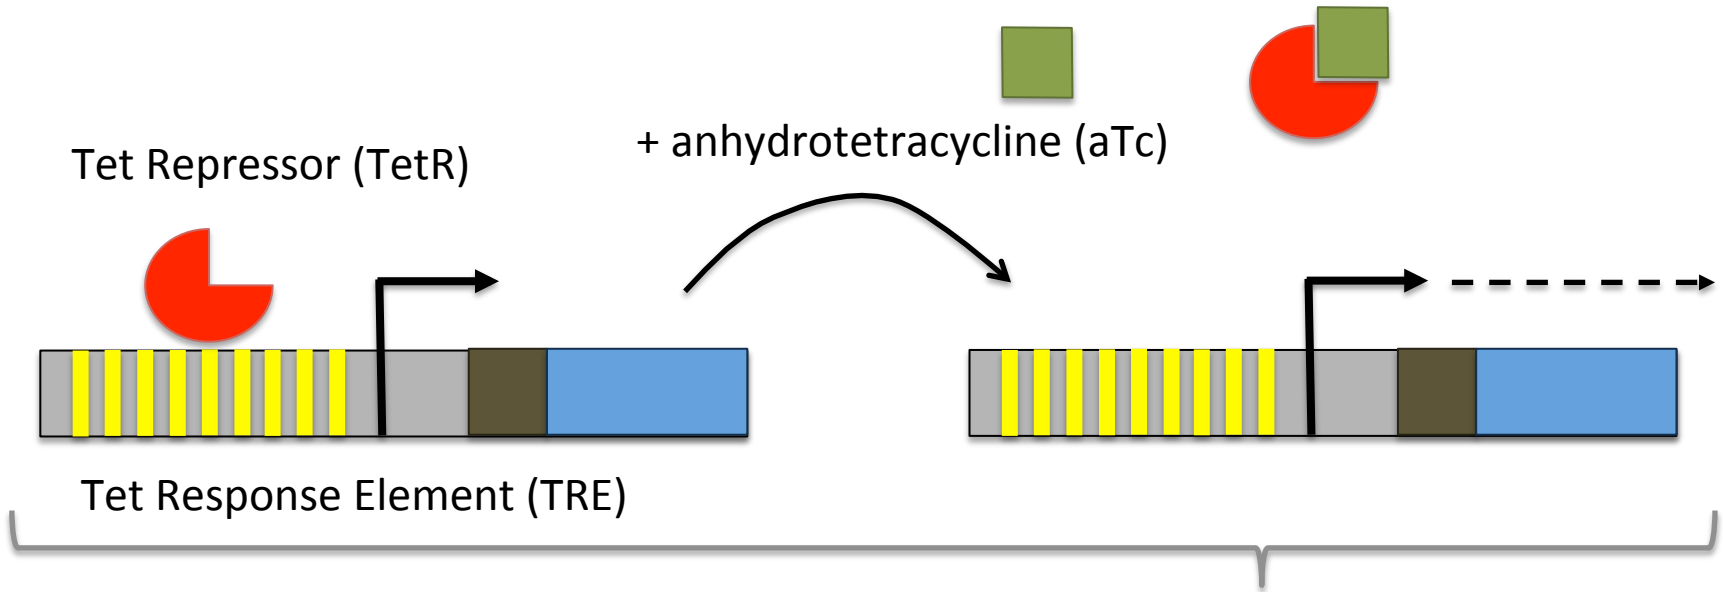 + anhydrotetracycline (aTc)
Tet Repressor (TetR)
Tet Response Element (TRE)